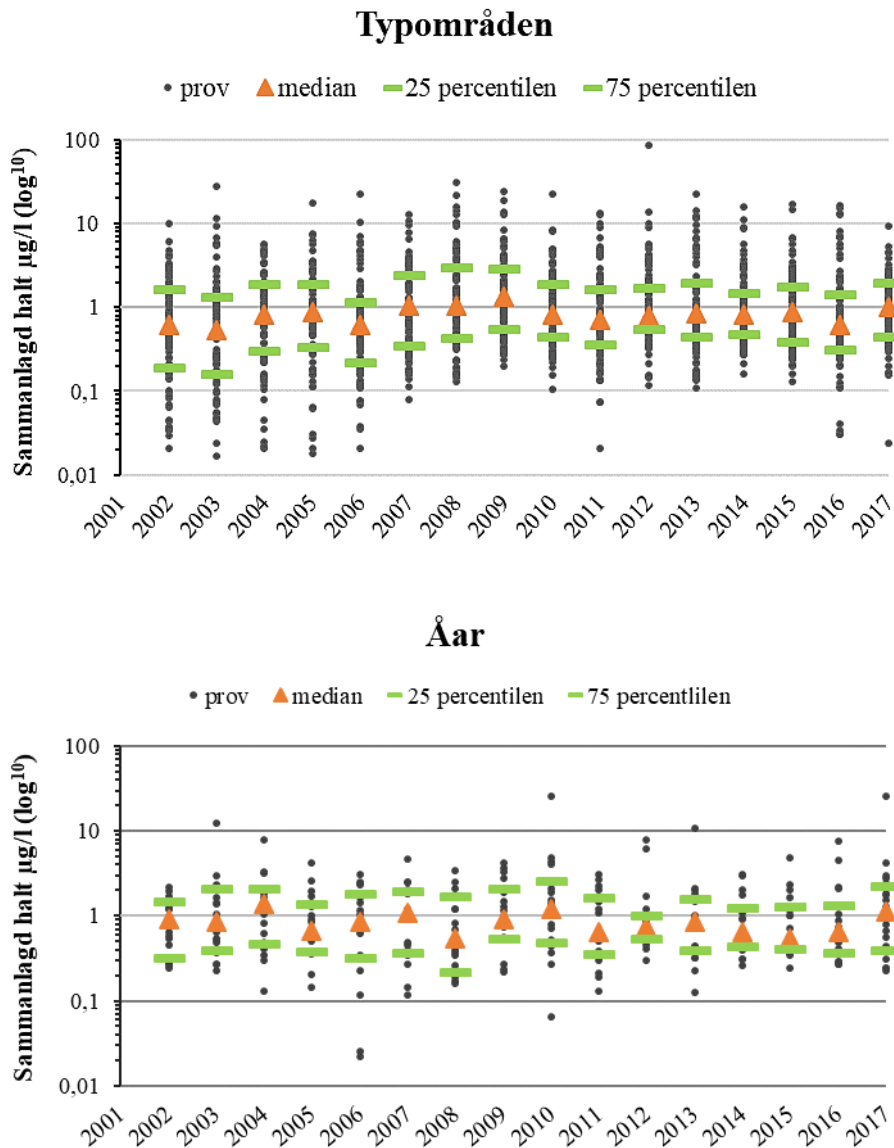 Typområden
prov median 25 percentilen 75 percentilen
Sammanlagd halt µg/l (log10)
100
10
1
0,1
0,01
2001 2002 2003 2004 2005 2006 2007 2008 2009 2010 2011 2012 2013 2014 2015 2016 2017
Åar
prov median 25 percentilen 75 percentlilen
Sammanlagd halt µg/l (log10)
100
10
1
0,1
0,01
2001 2002 2003 2004 2005 2006 2007 2008 2009 2010 2011 2012 2013 2014 2015 2016 2017